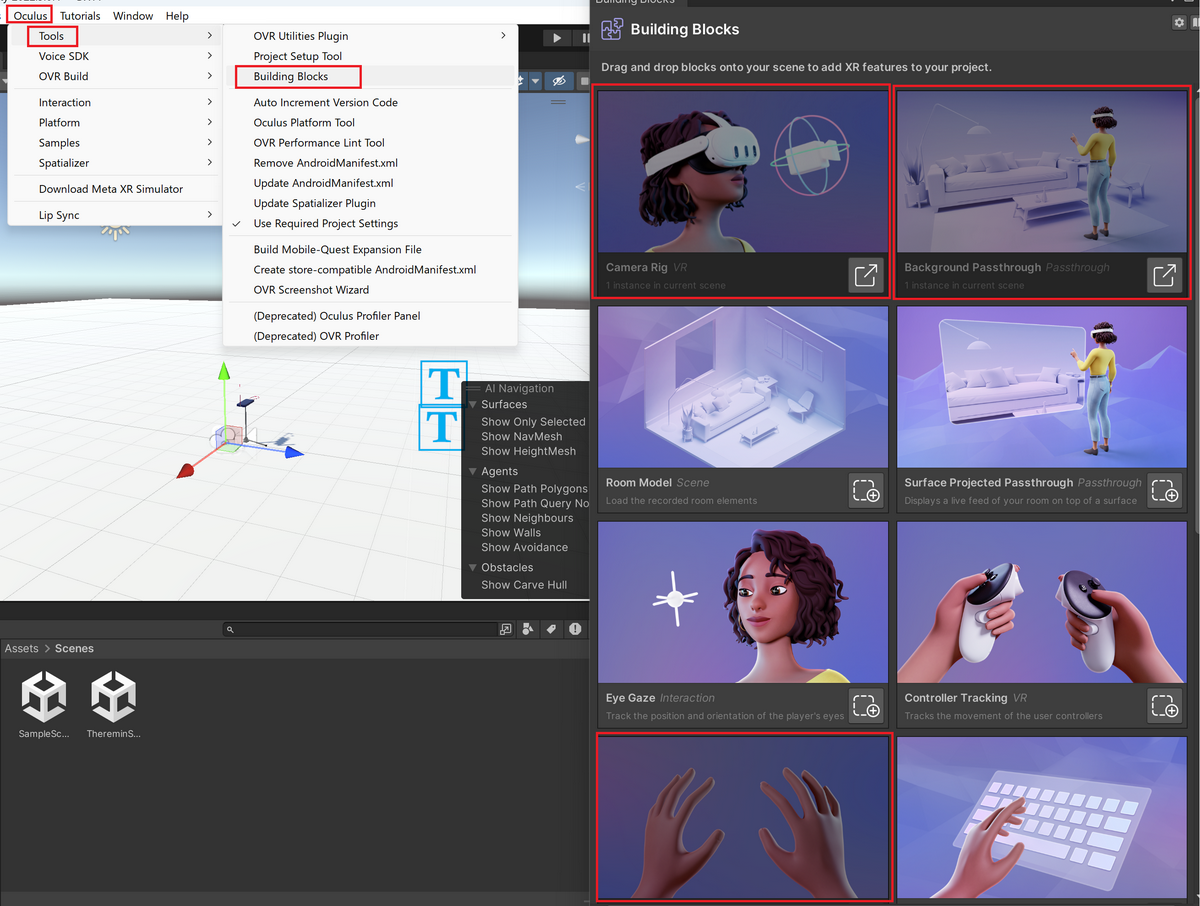 Oculus Tutorials Window Help
Tools
Voice SDK
OVR Build
Interaction
Platform
Samples
Spatializer
Download Meta XR Simulator
Lip Sync
OVR Utilities Plugin
Project Setup Tool
Building Blocks
Auto Increment Version Code
Oculus Platform Tool
OVR Performance Lint Tool
Remove AndroidManifest.xml
Update AndroidManifest.xml
Update Spatializer Plugin
Use Required Project Settings
Build Mobile-Quest Expansion File
Create store-compatible AndroidManifest.xml
OVR Screenshot Wizard
(Deprecated) Oculus Profiler Panel
(Deprecated) OVR Profiler
T
T
AI Navigation
Surfaces
Show Only Selected
Show NavMesh
Show HeightMesh
Agents
Show Path Polygons
Show Path Query No
Show Neighbours
Show Walls
Show Avoidance
Obstacles
Show Carve Hull
Assets > Scenes
SampleSc...
ThereminS...
Building Blocks
Building Blocks
Drag and drop blocks onto your scene to add XR features to your project.
Camera Rig VR
1 instance in current scene
Background Passthrough Passthrough
1 instance in current scene
Room Model Scene
Load the recorded room elements
Surface Projected Passthrough Passthrough
Displays a live feed of your room on top of a surface
Eye Gaze Interaction
Track the position and orientation of the player's eyes
Controller Tracking VR
Tracks the movement of the user controllers